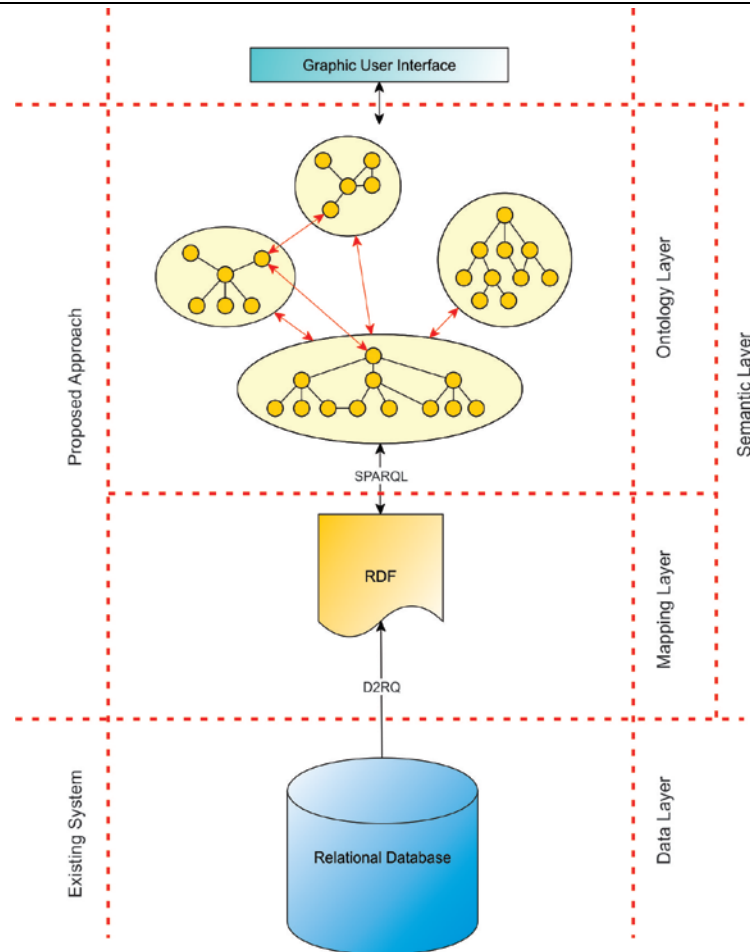 Graphic User Interface
Proposed Approach
Ontology Layer
Semantic Layer
SPARQL
RDF
Mapping Layer
D2RQ
Existing System
Relational Database
Data Layer